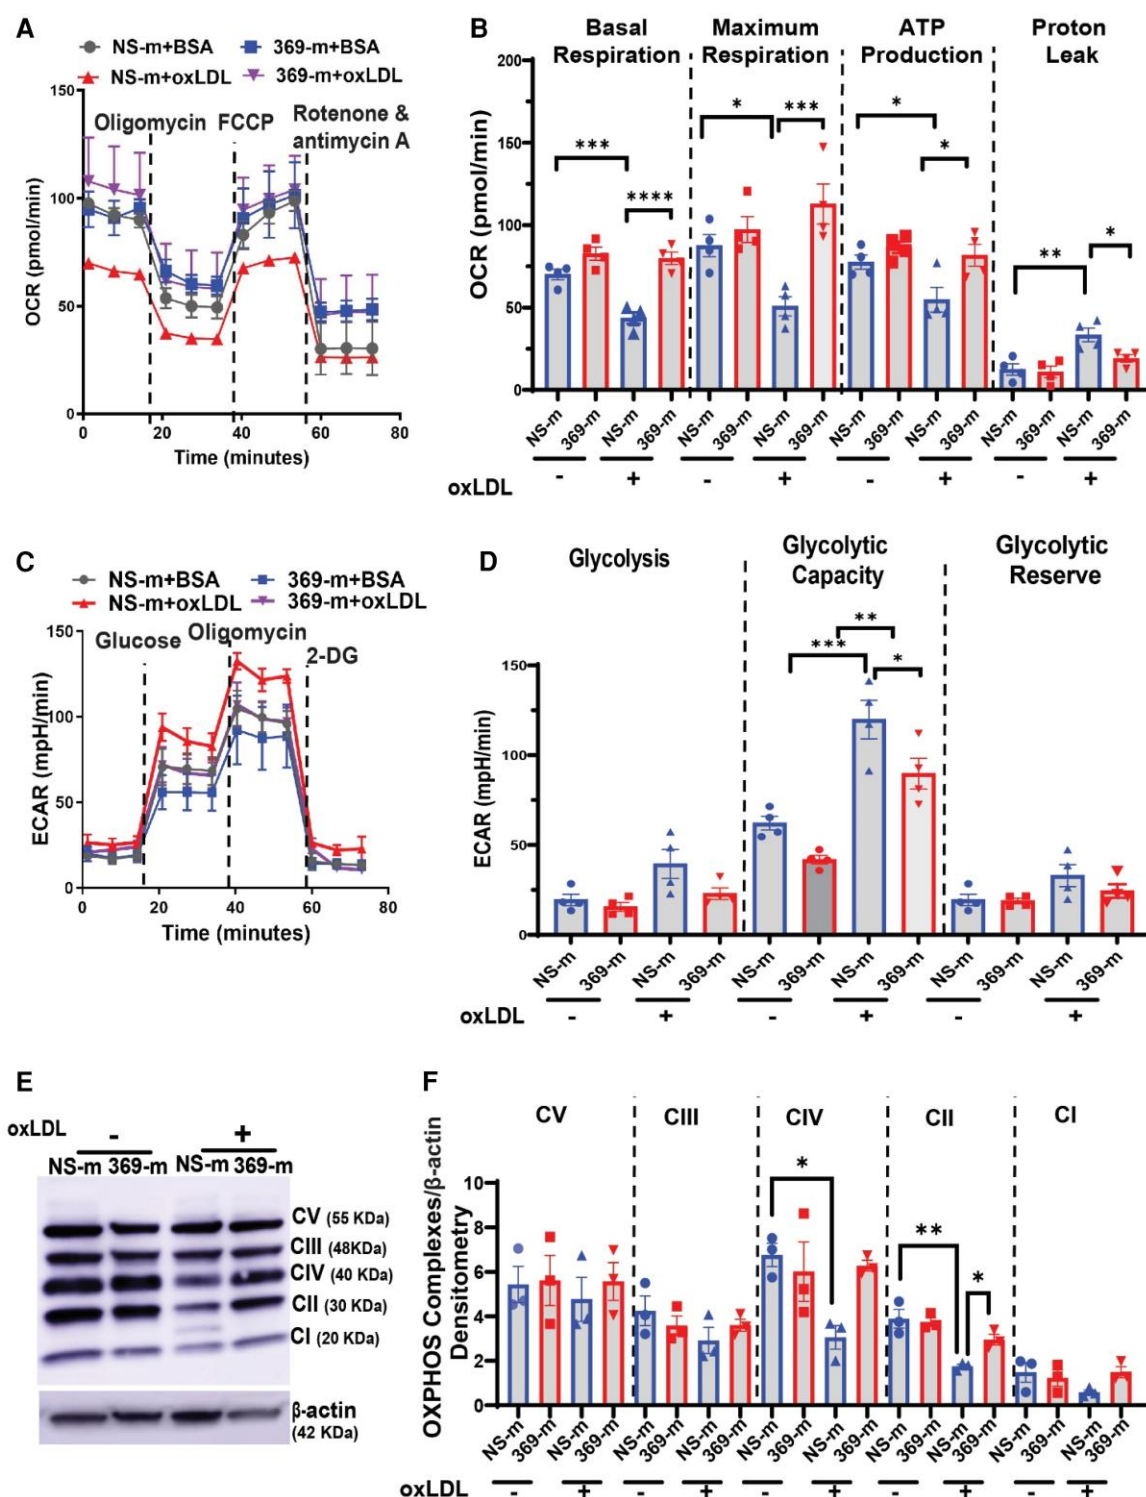 A
NS-m+BSA 369-m+BSA
NS-m+oxLDL 369-m+oxLDL
Oligomycin FCCP Rotenone &
antimycin A
OCR (pmol/min)
150
100
50
0
0 20 40 60 80
Time (minutes)
B
Basal Respiration
Maximum Respiration
ATP Production
Proton Leak
OCR (pmol/min)
200
150
100
50
0
*** **** * *** * * ** *
NS-m 369-m NS-m 369-m NS-m 369-m NS-m 369-m NS-m 369-m NS-m 369-m NS-m 369-m NS-m 369-m
oxLDL - + - + - + - +
C
NS-m+BSA 369-m+BSA
NS-m+oxLDL 369-m+oxLDL
Glucose Oligomycin 2-DG
ECAR (mpH/min)
150
100
50
0
0 20 40 60 80
Time (minutes)
D
Glycolysis
Glycolytic Capacity
Glycolytic Reserve
ECAR (mpH/min)
150
100
50
0
** *** *
NS-m 369-m NS-m 369-m NS-m 369-m NS-m 369-m NS-m 369-m NS-m 369-m
oxLDL - + - + - +
E
oxLDL - +
NS-m 369-m NS-m 369-m
CV (55 KDa)
CIII (48KDa)
CIV (40 KDa)
CII (30 KDa)
CI (20 KDa)
β-actin
(42 KDa)
F
CV CIII CIV CII CI
OXPHOS Complexes/β-actin
Densitometry
10
8
6
4
2
0
* ** *
NS-m 369-m NS-m 369-m NS-m 369-m NS-m 369-m NS-m 369-m NS-m 369-m NS-m 369-m NS-m 369-m NS-m 369-m NS-m 369-m
oxLDL - + - + - + - + - +